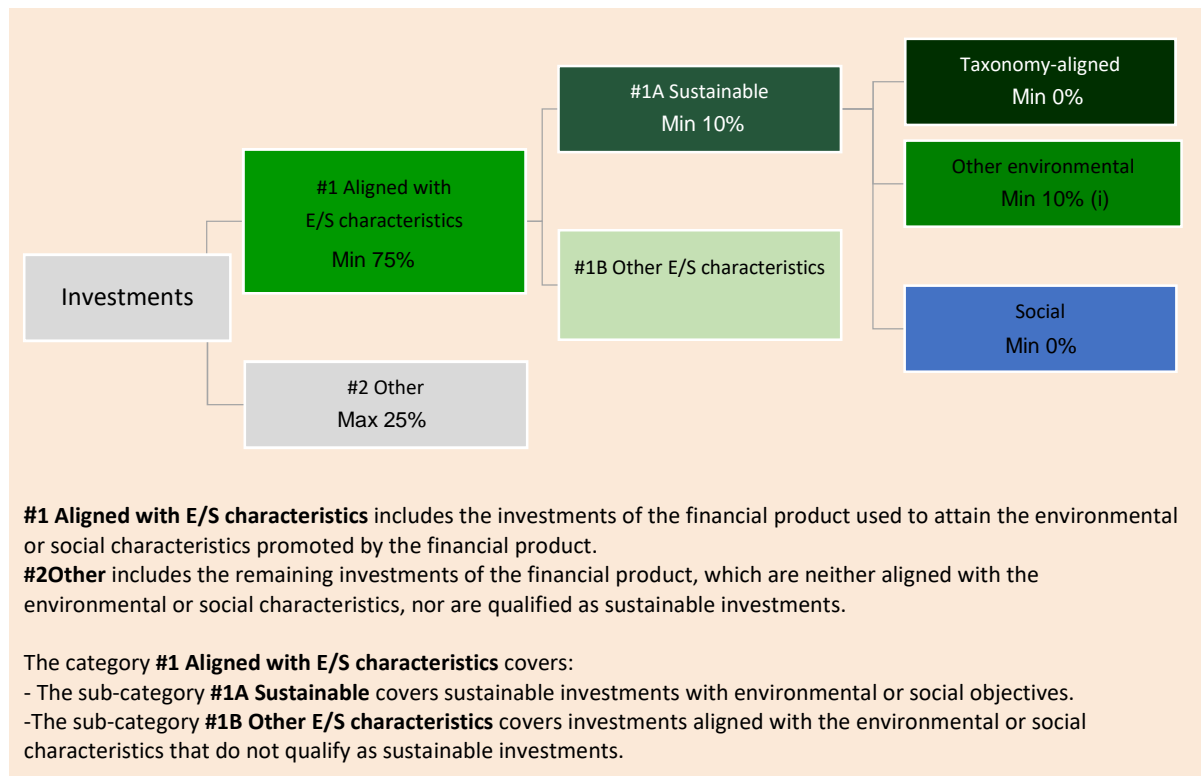 Investments
#1 Aligned with
E/S characteristics
Min 75%
#2 Other
Max 25%
#1A Sustainable
Min 10%
#1B Other E/S characteristics
Taxonomy-aligned
Min 0%
Other environmental
Min 10% (i)
Social
Min 0%
#1 Aligned with E/S characteristics includes the investments of the financial product used to attain the environmental
or social characteristics promoted by the financial product.
#2Other includes the remaining investments of the financial product, which are neither aligned with the
environmental or social characteristics, nor are qualified as sustainable investments.
The category #1 Aligned with E/S characteristics covers:
- The sub-category #1A Sustainable covers sustainable investments with environmental or social objectives.
-The sub-category #1B Other E/S characteristics covers investments aligned with the environmental or social
characteristics that do not qualify as sustainable investments.